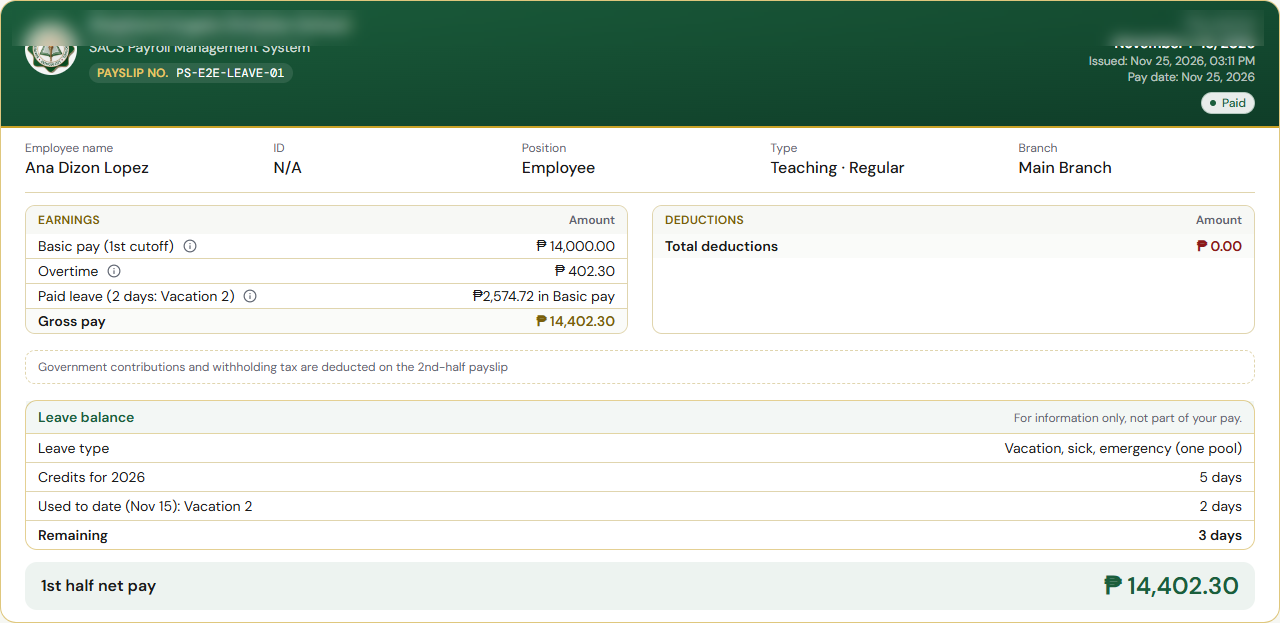 SACS Payroll Management System
PAYSLIP NO. PS-E2E-LEAVE-01
Issued: Nov 25, 2026, 03:11 PM
Pay date: Nov 25, 2026
Paid
Employee name
Ana Dizon Lopez
ID
N/A
Position
Employee
Type
Teaching · Regular
Branch
Main Branch
EARNINGS Amount
Basic pay (1st cutoff) ₱ 14,000.00
Overtime ₱ 402.30
Paid leave (2 days: Vacation 2) ₱2,574.72 in Basic pay
Gross pay ₱ 14,402.30
DEDUCTIONS Amount
Total deductions ₱ 0.00
Government contributions and withholding tax are deducted on the 2nd-half payslip
Leave balance For information only, not part of your pay.
Leave type Vacation, sick, emergency (one pool)
Credits for 2026 5 days
Used to date (Nov 15): Vacation 2 2 days
Remaining 3 days
1st half net pay ₱ 14,402.30